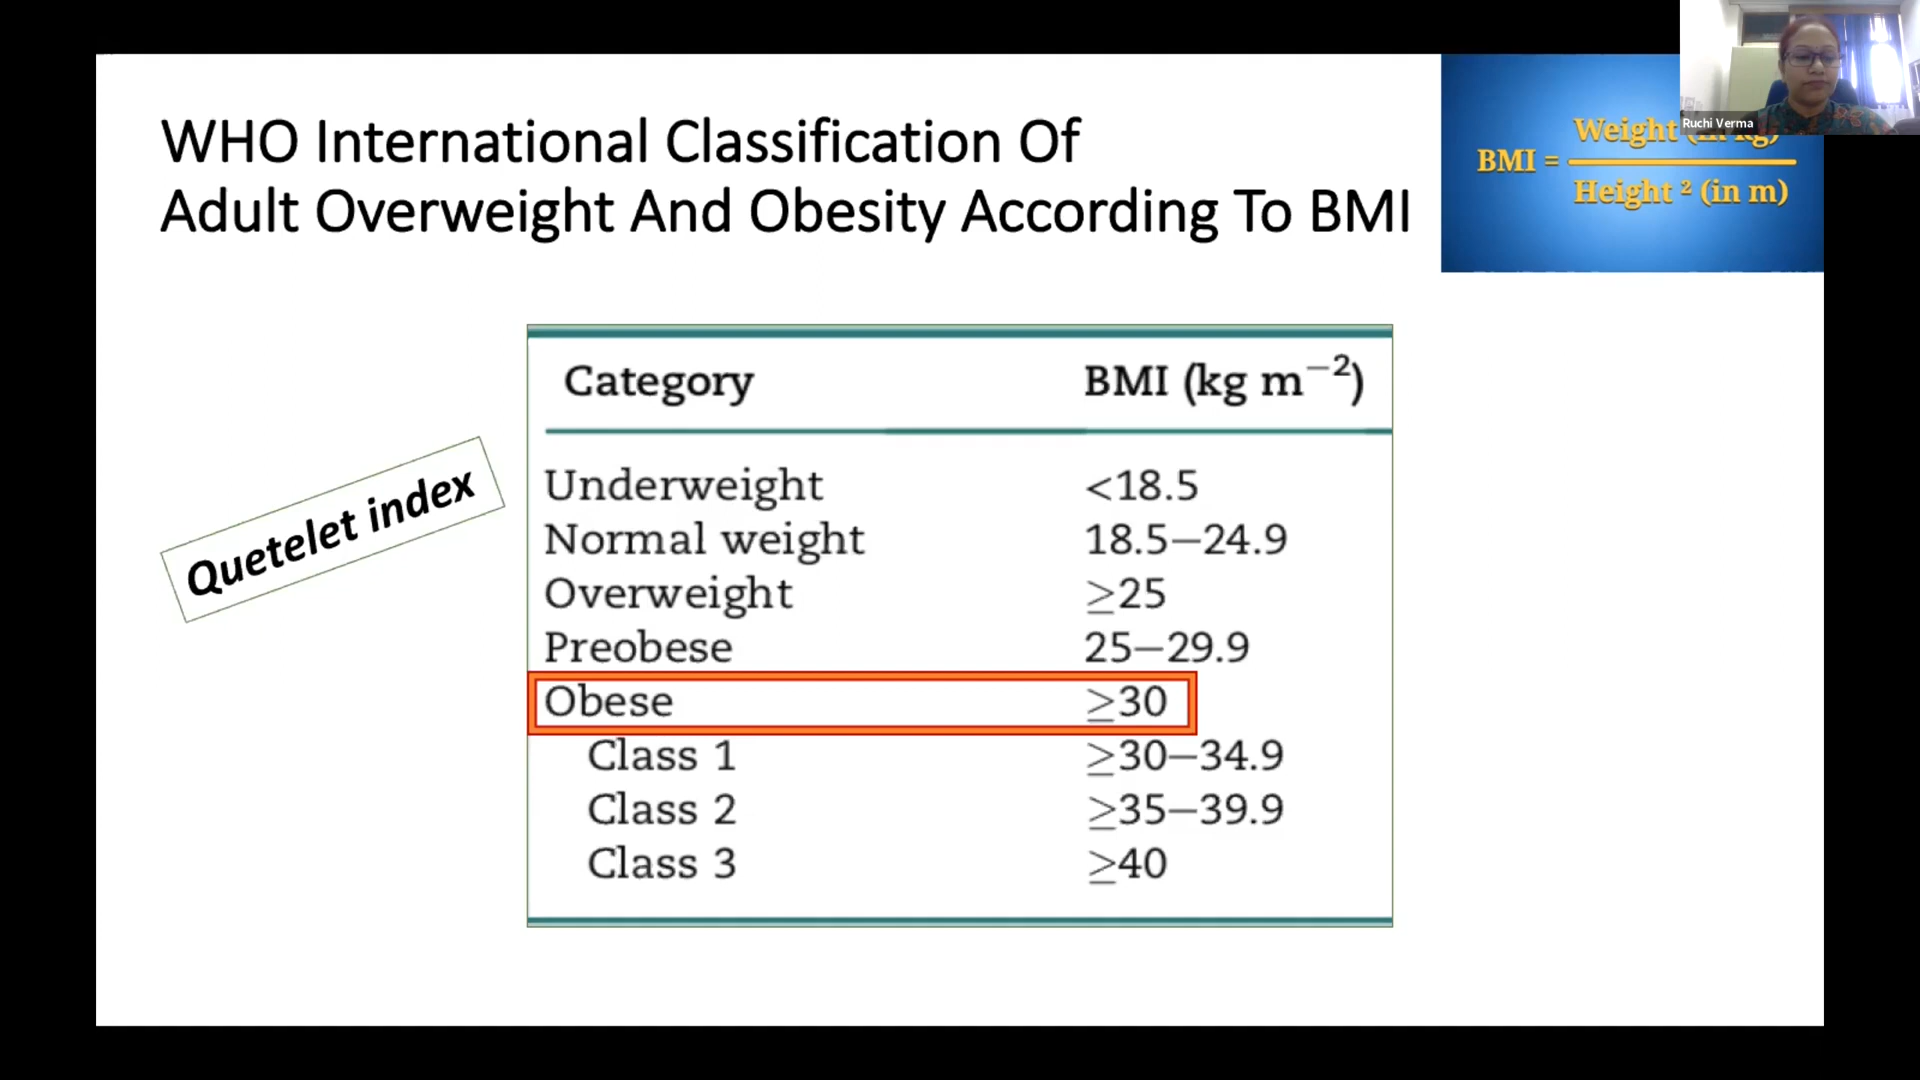 WHO International Classification Of
Adult Overweight And Obesity According To BMI
Ruchi Verma
Weight (in kg)
BMI =
Height ² (in m)
Quetelet index
Category BMI (kg m⁻²)
Underweight <18.5
Normal weight 18.5–24.9
Overweight ≥25
Preobese 25–29.9
Obese ≥30
Class 1 ≥30–34.9
Class 2 ≥35–39.9
Class 3 ≥40